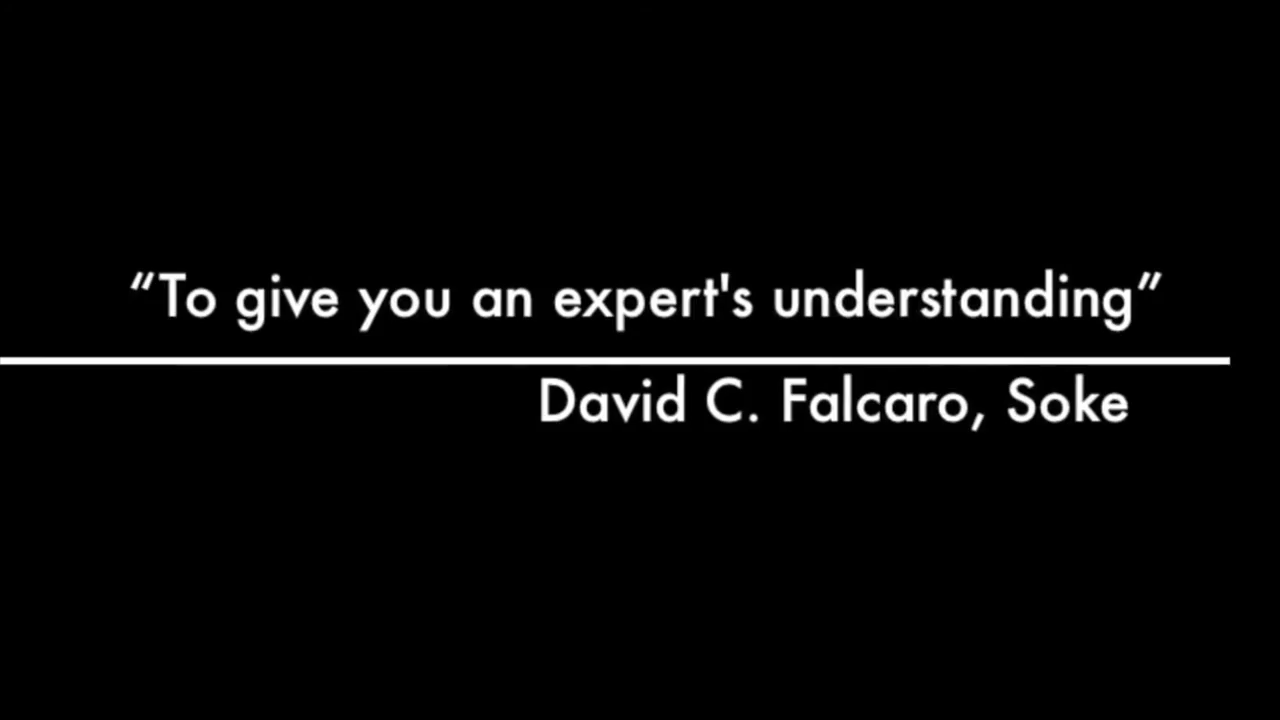 “To give you an expert's understanding”
David C. Falcaro, Soke